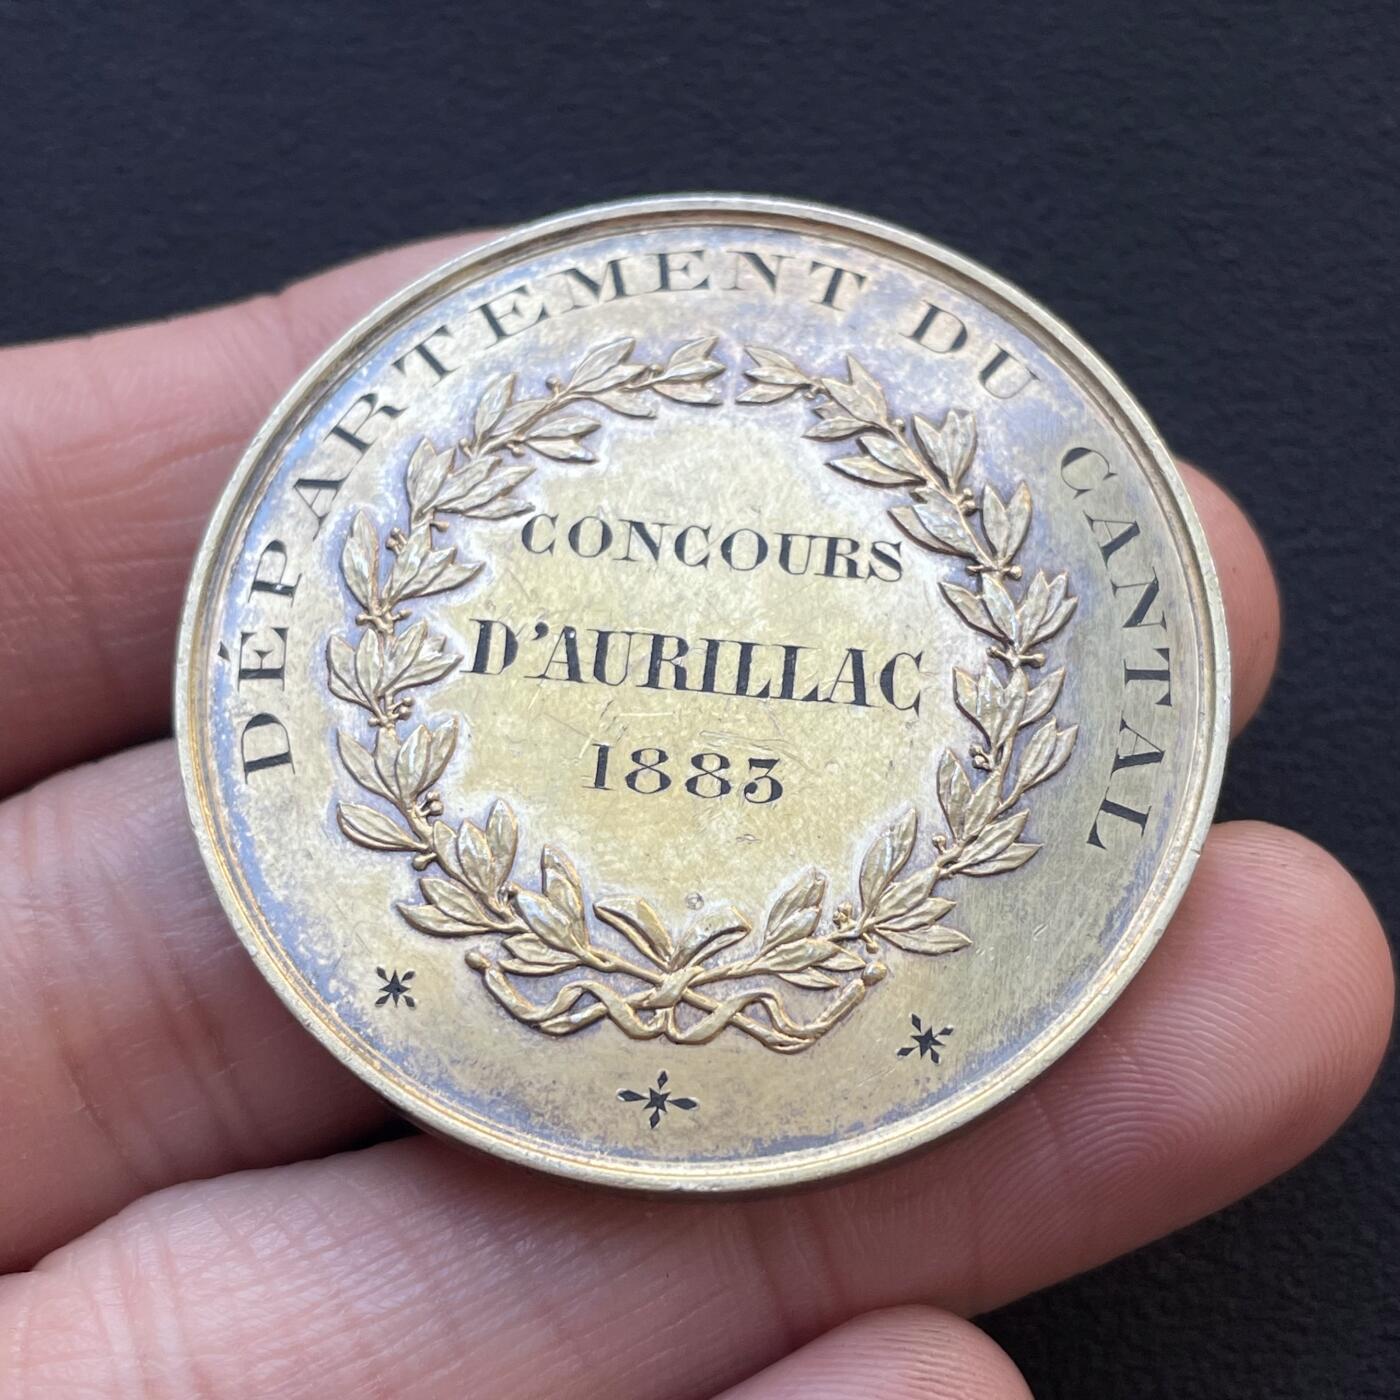 DÉPARTEMENT DU CANTAL
CONCOURS
D'AURILLAC
1883